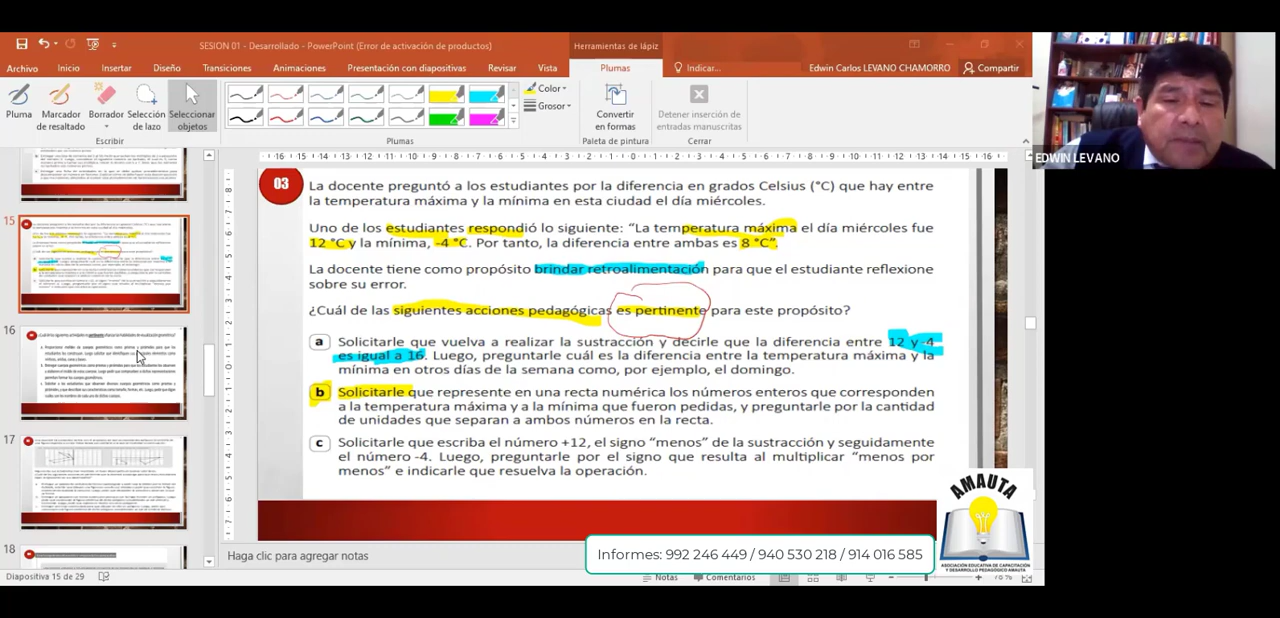 SESION 01 - Desarrollado - PowerPoint (Error de activación de productos)
Herramientas de lápiz
Archivo Inicio Insertar Diseño Transiciones Animaciones Presentación con diapositivas Revisar Vista Plumas Indicar... Edwin Carlos LEVANO CHAMORRO Compartir
Pluma
Marcador de resaltado
Borrador
Selección de lazo
Seleccionar objetos
Color
Grosor
Convertir en formas
Detener inserción de entradas manuscritas
Escribir Plumas Paleta de pintura Cerrar
EDWIN LEVANO
15
16
17
18
03
La docente preguntó a los estudiantes por la diferencia en grados Celsius (°C) que hay entre
la temperatura máxima y la mínima en esta ciudad el día miércoles.
Uno de los estudiantes respondió lo siguiente: “La temperatura máxima el día miércoles fue
12 °C y la mínima, -4 °C. Por tanto, la diferencia entre ambas es 8 °C”.
La docente tiene como propósito brindar retroalimentación para que el estudiante reflexione
sobre su error.
¿Cuál de las siguientes acciones pedagógicas es pertinente para este propósito?
a Solicitarle que vuelva a realizar la sustracción y decirle que la diferencia entre 12 y -4
es igual a 16. Luego, preguntarle cuál es la diferencia entre la temperatura máxima y la
mínima en otros días de la semana como, por ejemplo, el domingo.
b Solicitarle que represente en una recta numérica los números enteros que corresponden
a la temperatura máxima y a la mínima que fueron pedidas, y preguntarle por la cantidad
de unidades que separan a ambos números en la recta.
c Solicitarle que escriba el número +12, el signo “menos” de la sustracción y seguidamente
el número -4. Luego, preguntarle por el signo que resulta al multiplicar “menos por
menos” e indicarle que resuelva la operación.
AMAUTA
ASOCIACIÓN EDUCATIVA DE CAPACITACIÓN
Y DESARROLLO PEDAGÓGICO AMAUTA
Haga clic para agregar notas
Informes: 992 246 449 / 940 530 218 / 914 016 585
Diapositiva 15 de 29
Notas Comentarios